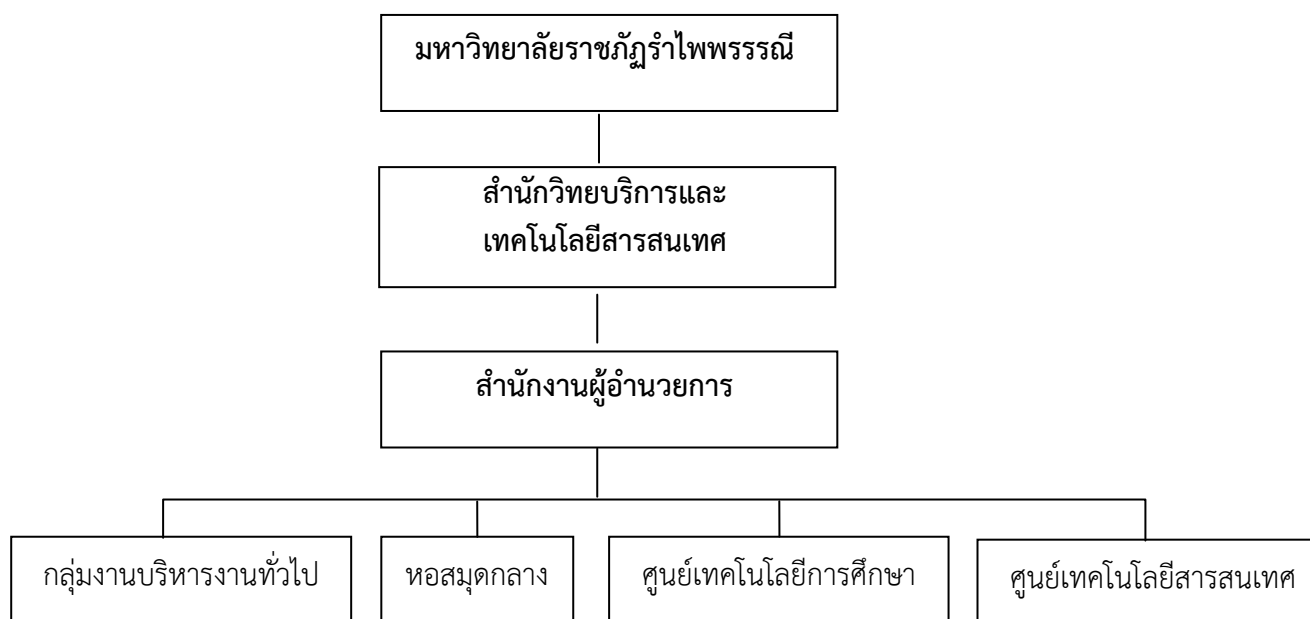 มหาวิทยาลัยราชภัฏรำไพพรรรณี
สำนักวิทยบริการและ
เทคโนโลยีสารสนเทศ
สำนักงานผู้อำนวยการ
กลุ่มงานบริหารงานทั่วไป
หอสมุดกลาง
ศูนย์เทคโนโลยีการศึกษา
ศูนย์เทคโนโลยีสารสนเทศ